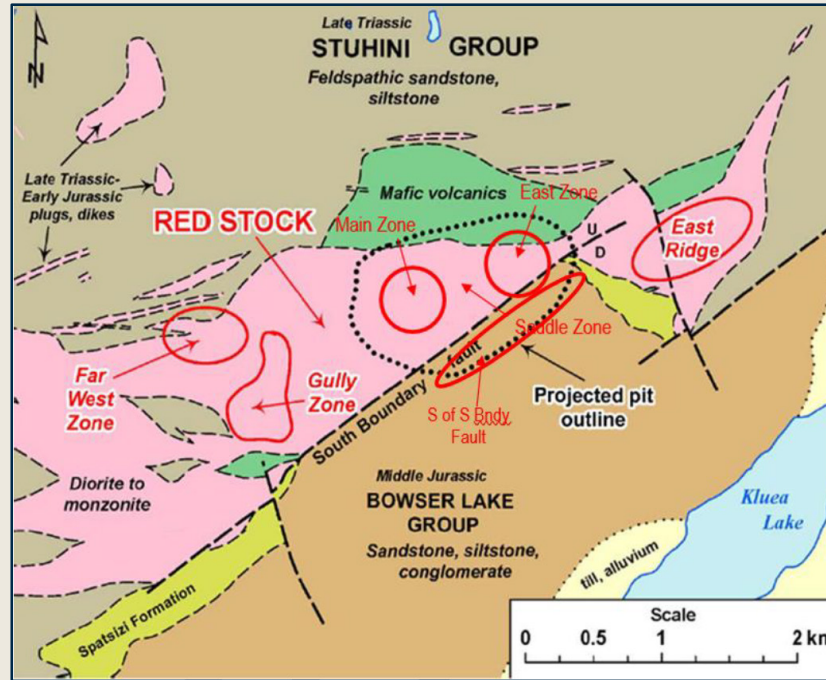 Late Triassic
STUHINI GROUP
Feldspathic sandstone,
siltstone
N
Late Triassic-
Early Jurassic
plugs, dikes
Mafic volcanics
East Zone
RED STOCK
Main Zone
U
D
East
Ridge
Saddle Zone
Far
West
Zone
Gully
Zone
South Boundary fault
S of S Bndy
Fault
Projected pit
outline
Diorite to
monzonite
Middle Jurassic
BOWSER LAKE
GROUP
Sandstone, siltstone,
conglomerate
Kluea
Lake
till, alluvium
Spatsizi Formation
Scale
0 0.5 1 2 km